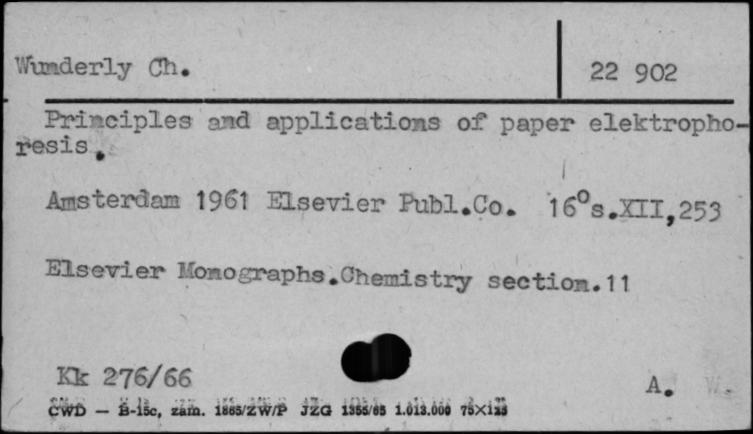 Wunderly Ch.
22 902
Principles and applications of paper elektropho-
resis.
Amsterdam 1961 Elsevier Publ.Co. 16°s.XII,253
Elsevier Monographs.Chemistry section.11
Kk 276/66
A. W.
CWD — B-15c, zam. 1865/ZW/P JZG 1355/65 1.013.000 75×125